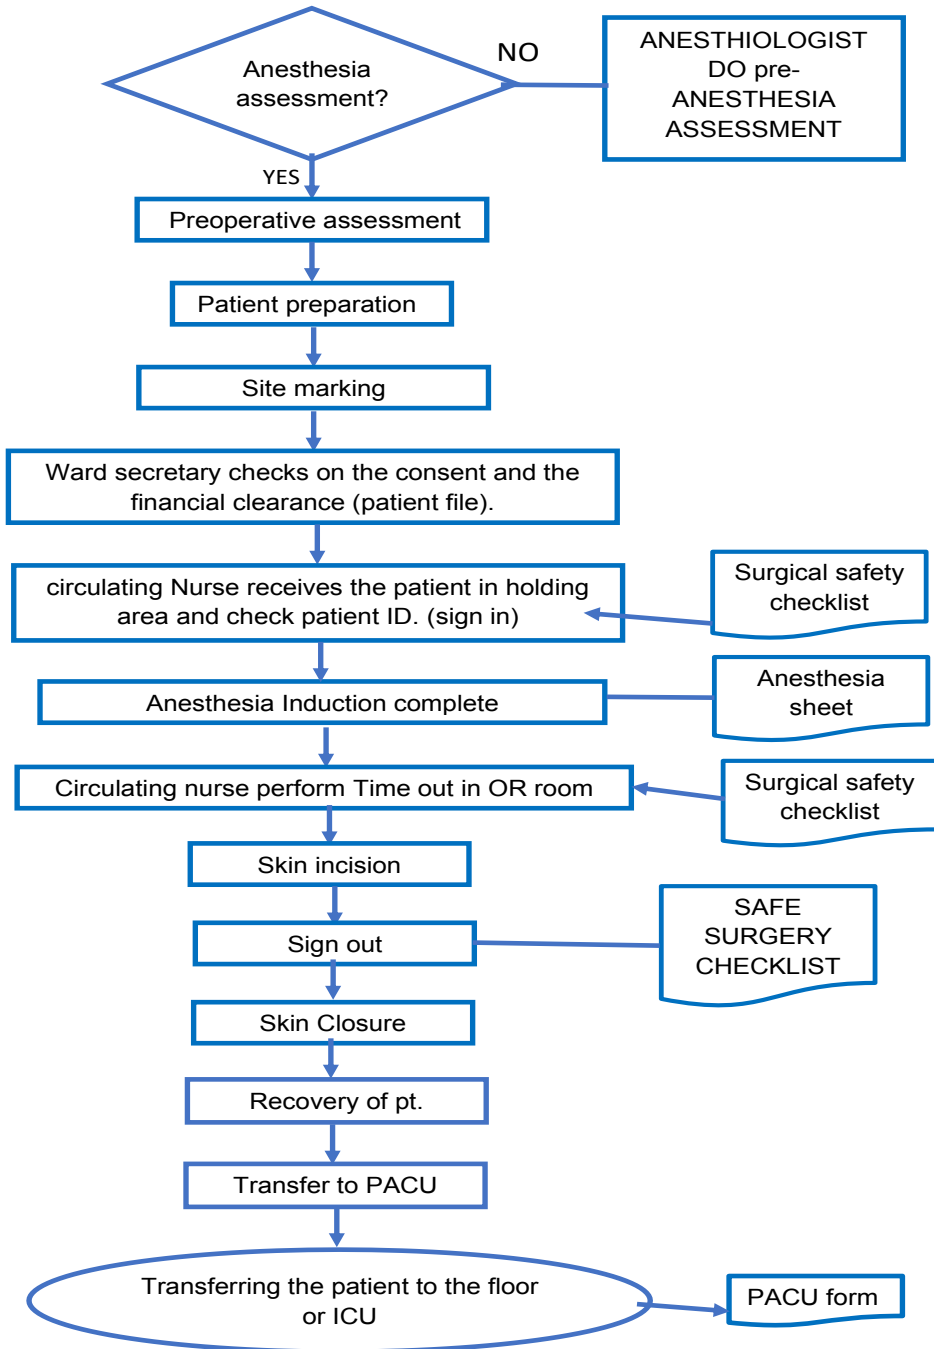 Anesthesia
assessment?
NO
ANESTHIOLOGIST
DO pre-
ANESTHESIA
ASSESSMENT
YES
Preoperative assessment
Patient preparation
Site marking
Ward secretary checks on the consent and the
financial clearance (patient file).
circulating Nurse receives the patient in holding
area and check patient ID. (sign in)
Surgical safety
checklist
Anesthesia Induction complete
Anesthesia
sheet
Circulating nurse perform Time out in OR room
Surgical safety
checklist
Skin incision
Sign out
SAFE
SURGERY
CHECKLIST
Skin Closure
Recovery of pt.
Transfer to PACU
Transferring the patient to the floor
or ICU
PACU form